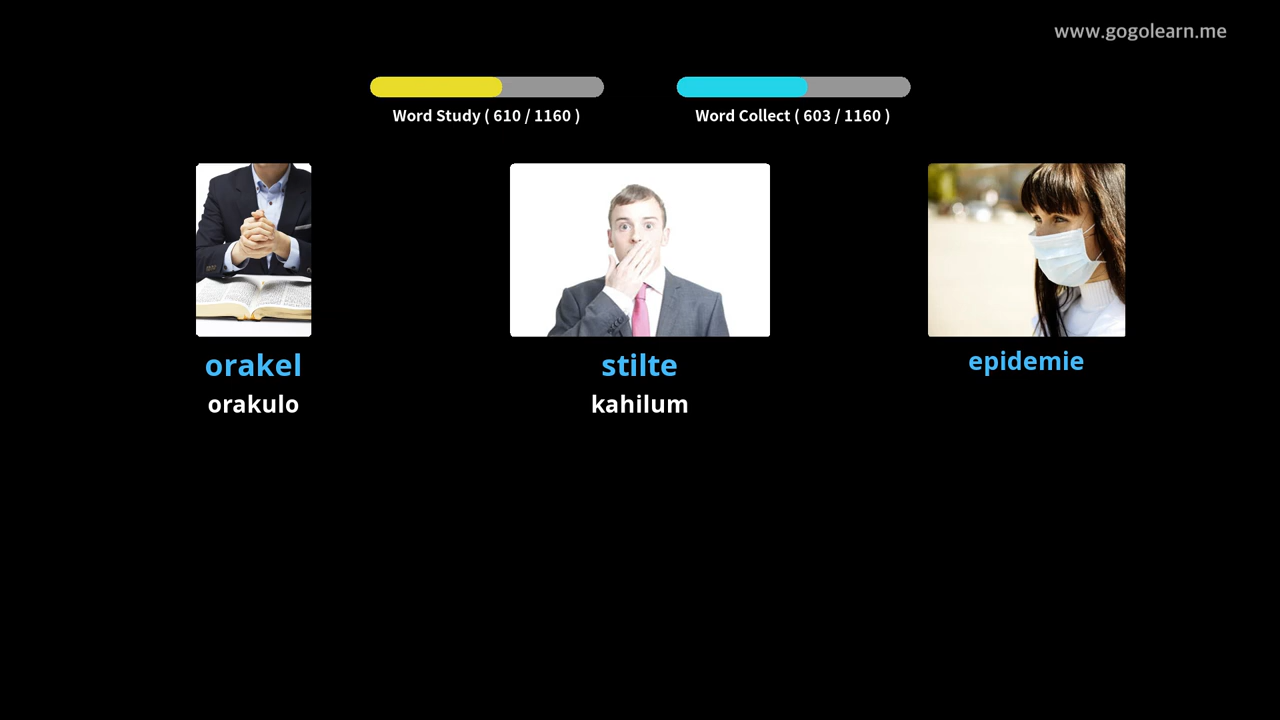 www.gogolearn.me
Word Study ( 610 / 1160 )
Word Collect ( 603 / 1160 )
orakel
orakulo
stilte
kahilum
epidemie